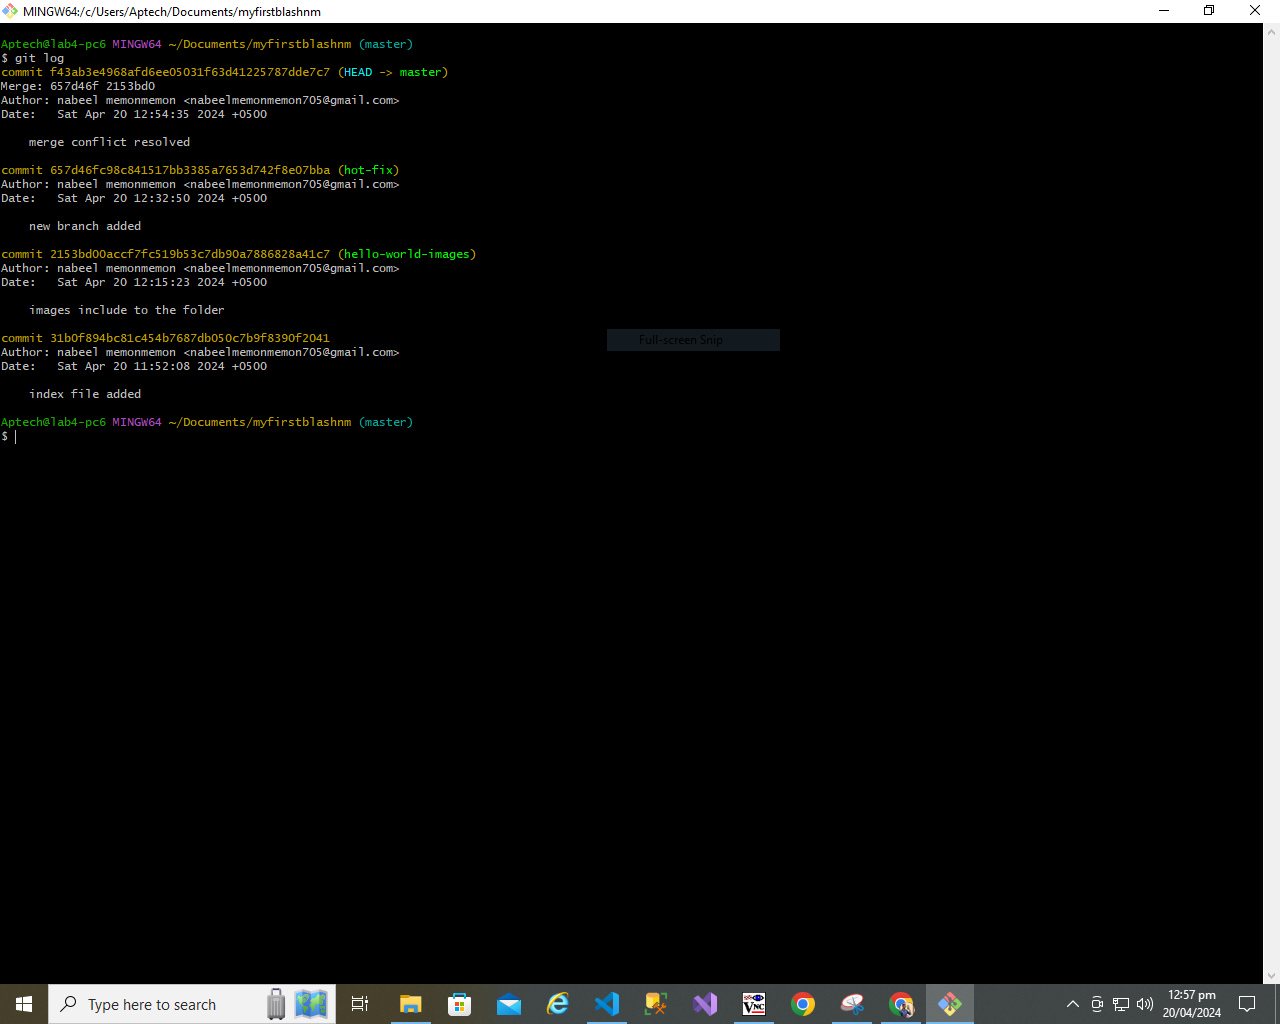 MINGW64:/c/Users/Aptech/Documents/myfirstblashnm
Aptech@lab4-pc6 MINGW64 ~/Documents/myfirstblashnm (master)
$ git log
commit f43ab3e4968afd6ee05031f63d41225787dde7c7 (HEAD -> master)
Merge: 657d46f 2153bd0
Author: nabeel memonmemon <nabeelmemonmemon705@gmail.com>
Date:   Sat Apr 20 12:54:35 2024 +0500
    merge conflict resolved
commit 657d46fc98c841517bb3385a7653d742f8e07bba (hot-fix)
Author: nabeel memonmemon <nabeelmemonmemon705@gmail.com>
Date:   Sat Apr 20 12:32:50 2024 +0500
    new branch added
commit 2153bd00accf7fc519b53c7db90a7886828a41c7 (hello-world-images)
Author: nabeel memonmemon <nabeelmemonmemon705@gmail.com>
Date:   Sat Apr 20 12:15:23 2024 +0500
    images include to the folder
commit 31b0f894bc81c454b7687db050c7b9f8390f2041
Author: nabeel memonmemon <nabeelmemonmemon705@gmail.com>
Date:   Sat Apr 20 11:52:08 2024 +0500
    index file added
Full-screen Snip
Aptech@lab4-pc6 MINGW64 ~/Documents/myfirstblashnm (master)
$
Type here to search
VNC
12:57 pm
20/04/2024